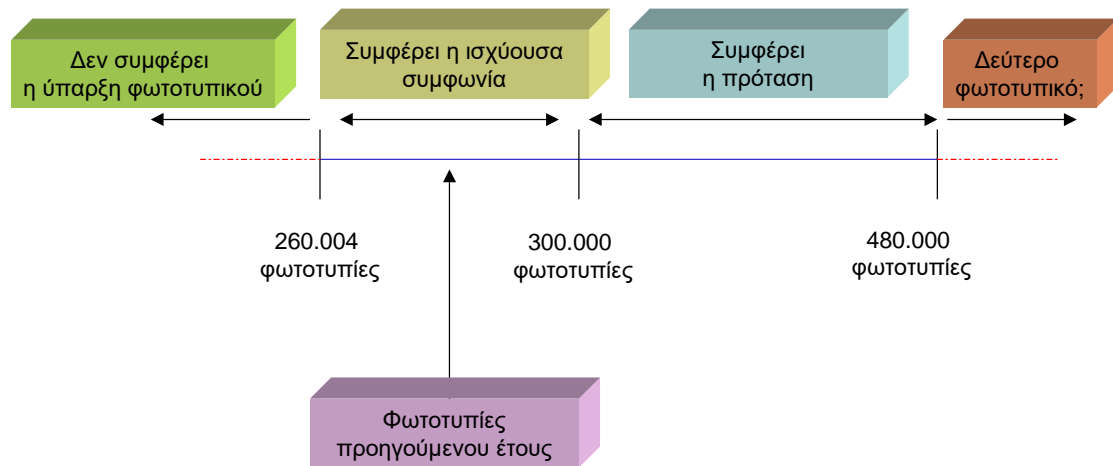 Δεν συμφέρει
η ύπαρξη φωτοτυπικού
Συμφέρει η ισχύουσα
συμφωνία
Συμφέρει
η πρόταση
Δεύτερο
φωτοτυπικό;
260.004
φωτοτυπίες
300.000
φωτοτυπίες
480.000
φωτοτυπίες
Φωτοτυπίες
προηγούμενου έτους